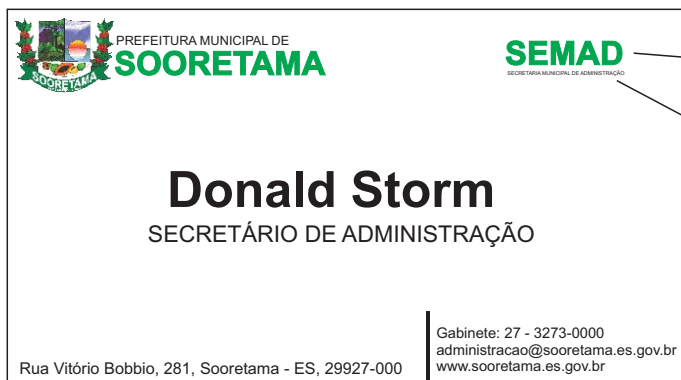 PREFEITURA MUNICIPAL DE
SOORETAMA
SOORETAMA
SEMAD
SECRETARIA MUNICIPAL DE ADMINISTRAÇÃO
Donald Storm
SECRETÁRIO DE ADMINISTRAÇÃO
Rua Vitório Bobbio, 281, Sooretama - ES, 29927-000
Gabinete: 27 - 3273-0000
administracao@sooretama.es.gov.br
www.sooretama.es.gov.br